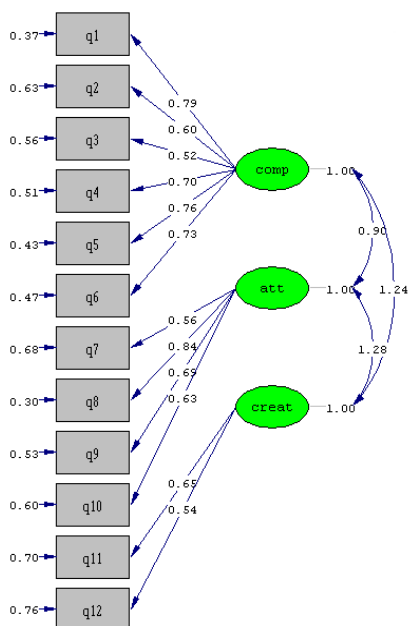 0.37 q1
0.79
0.63 q2
0.60
0.56 q3
0.52
comp 1.00
0.51 q4
0.70
0.76
0.43 q5
0.90
0.73
0.47 q6
att 1.00
1.24
0.56
0.68 q7
0.84
1.28
0.69
0.30 q8
0.63
creat 1.00
0.53 q9
0.65
0.60 q10
0.54
0.70 q11
0.76 q12